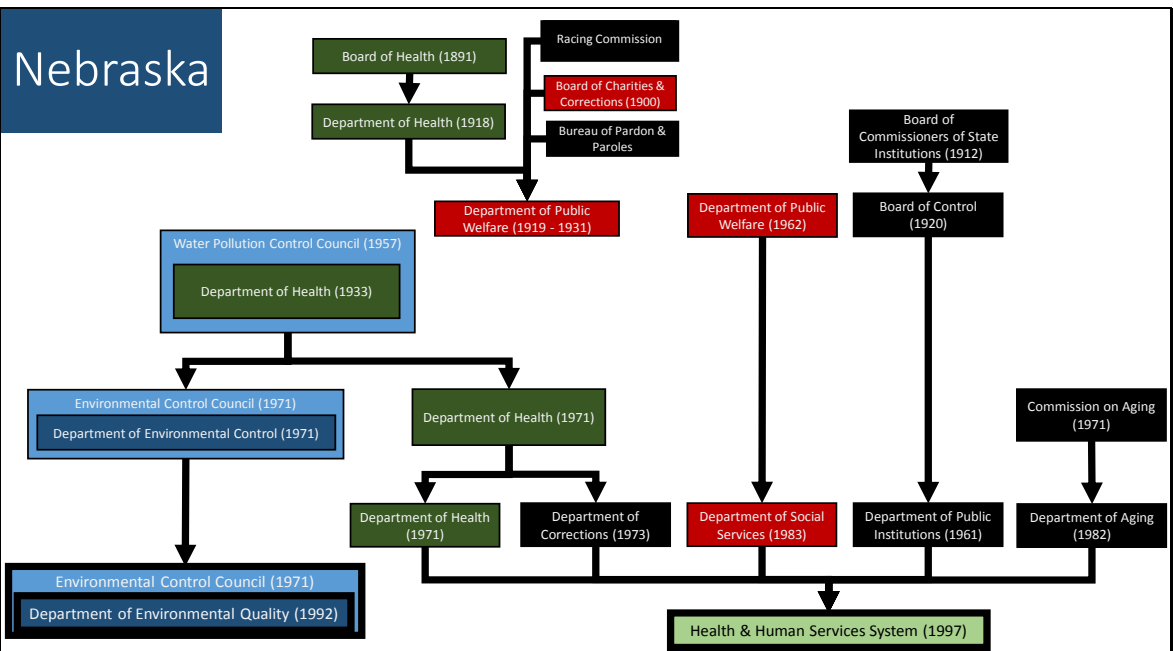 Nebraska
Board of Health (1891)
Racing Commission
Board of Charities &
Corrections (1900)
Department of Health (1918)
Bureau of Pardon &
Paroles
Board of
Commissioners of State
Institutions (1912)
Department of Public
Welfare (1919 - 1931)
Department of Public
Welfare (1962)
Board of Control
(1920)
Water Pollution Control Council (1957)
Department of Health (1933)
Environmental Control Council (1971)
Department of Environmental Control (1971)
Department of Health (1971)
Commission on Aging
(1971)
Department of Health
(1971)
Department of
Corrections (1973)
Department of Social
Services (1983)
Department of Public
Institutions (1961)
Department of Aging
(1982)
Environmental Control Council (1971)
Department of Environmental Quality (1992)
Health & Human Services System (1997)